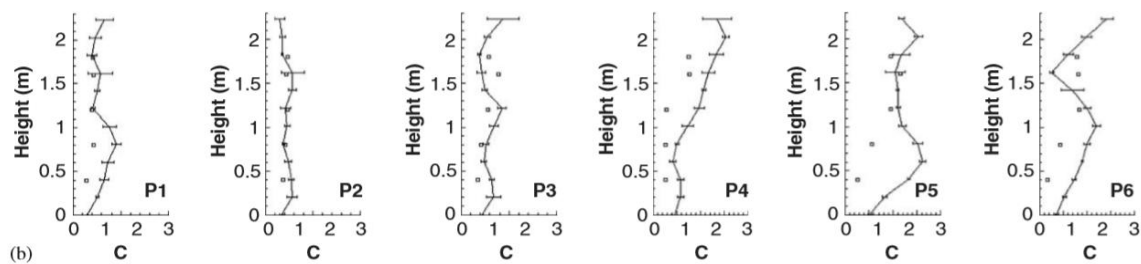 Height (m) Height (m) Height (m) Height (m) Height (m) Height (m)
2 2 2 2 2 2
1.5 1.5 1.5 1.5 1.5 1.5
1 1 1 1 1 1
0.5 0.5 0.5 0.5 0.5 0.5
P1 P2 P3 P4 P5 P6
0 0 0 0 0 0
0 1 2 3 0 1 2 3 0 1 2 3 0 1 2 3 0 1 2 3 0 1 2 3
(b) C C C C C C